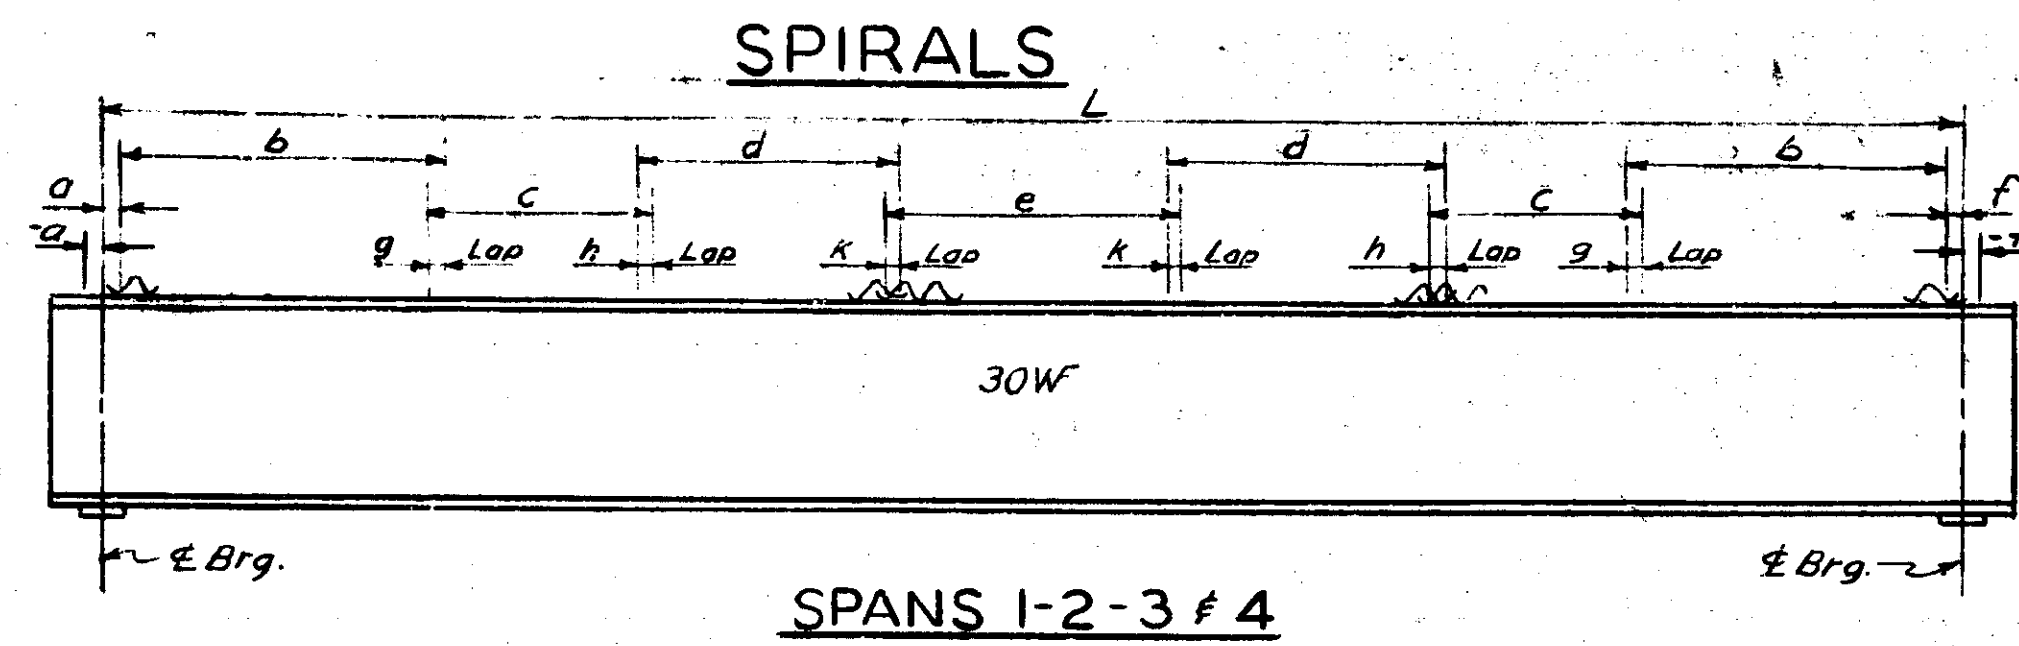 SPIRALS
L
b d d b
a c e c f
-a g Lap h Lap k Lap k Lap h Lap g Lap
30WF
℄ Brg. ℄ Brg.
SPANS 1-2-3 & 4